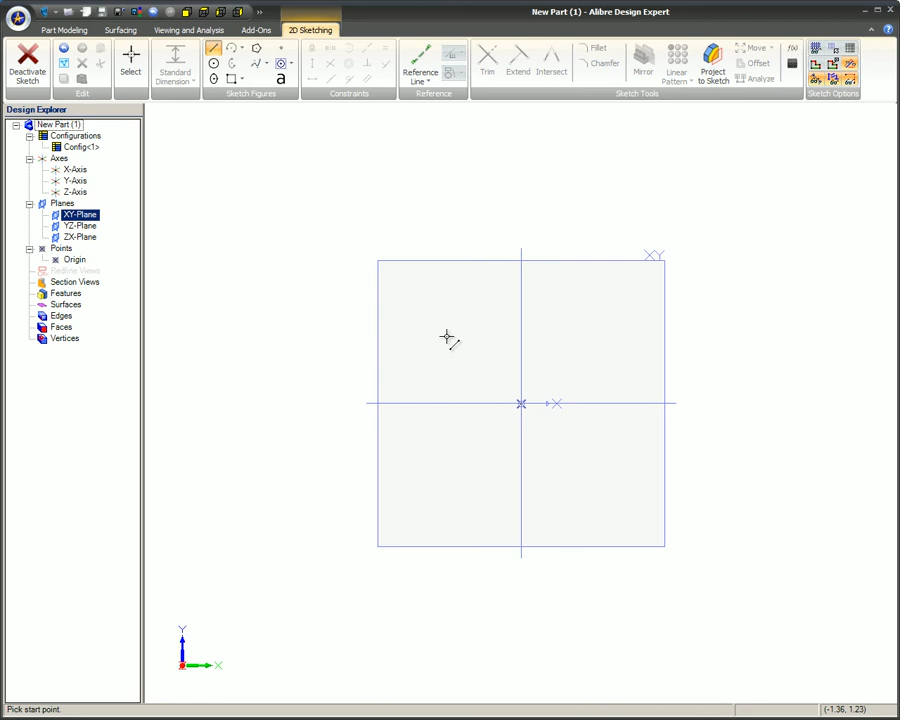 New Part (1) - Alibre Design Expert
Part Modeling
Surfacing
Viewing and Analysis
Add-Ons
2D Sketching
Deactivate
Sketch
Edit
Select
Standard
Dimension
a
Sketch Figures
Constraints
Reference
Line
Reference
Trim
Extend
Intersect
Fillet
Chamfer
Mirror
Linear
Pattern
Project
to Sketch
Move
Offset
Analyze
f(x)
Sketch Tools
Sketch Options
Design Explorer
New Part (1)
Configurations
Config<1>
Axes
X-Axis
Y-Axis
Z-Axis
Planes
XY-Plane
YZ-Plane
ZX-Plane
Points
Origin
Redline Views
Section Views
Features
Surfaces
Edges
Faces
Vertices
XY
X
Y
X
Pick start point.
(-1.36, 1.23)